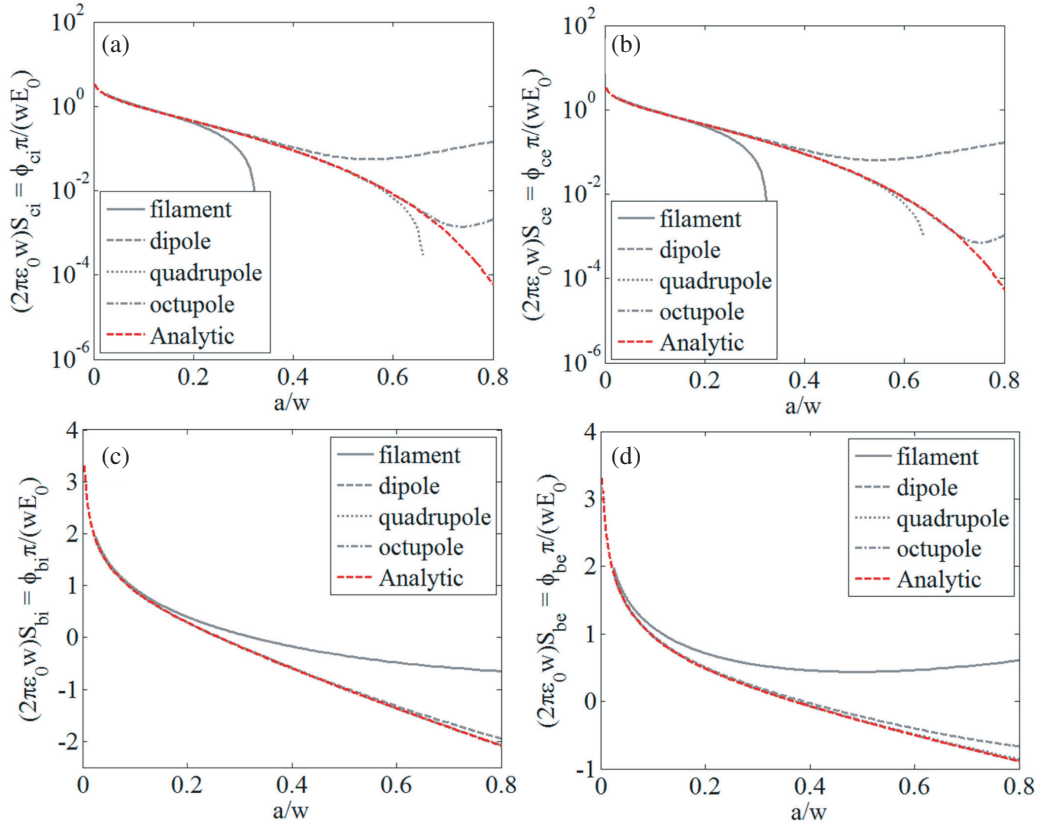 (a)
(2πε₀w)S_ci = ϕ_ci π/(wE₀)
10²
10⁰
10⁻²
10⁻⁴
10⁻⁶
filament
dipole
quadrupole
octupole
Analytic
0 0.2 0.4 0.6 0.8
a/w
(b)
(2πε₀w)S_ce = ϕ_ce π/(wE₀)
10²
10⁰
10⁻²
10⁻⁴
10⁻⁶
filament
dipole
quadrupole
octupole
Analytic
0 0.2 0.4 0.6 0.8
a/w
(c)
(2πε₀w)S_bi = ϕ_bi π/(wE₀)
4
3
2
1
0
-1
-2
filament
dipole
quadrupole
octupole
Analytic
0 0.2 0.4 0.6 0.8
a/w
(d)
(2πε₀w)S_be = ϕ_be π/(wE₀)
4
3
2
1
0
-1
filament
dipole
quadrupole
octupole
Analytic
0 0.2 0.4 0.6 0.8
a/w